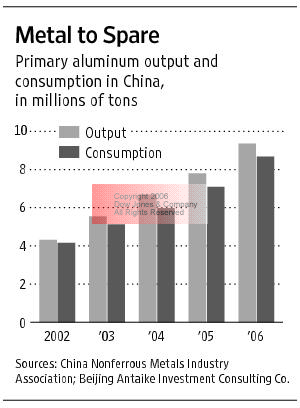 Metal to Spare
Primary aluminum output and
consumption in China,
in millions of tons
10
Output
Consumption
8
Copyright 2006
Dow Jones & Company
All Rights Reserved
6
4
2
0
2002 '03 '04 '05 '06
Sources: China Nonferrous Metals Industry
Association; Beijing Antaike Investment Consulting Co.